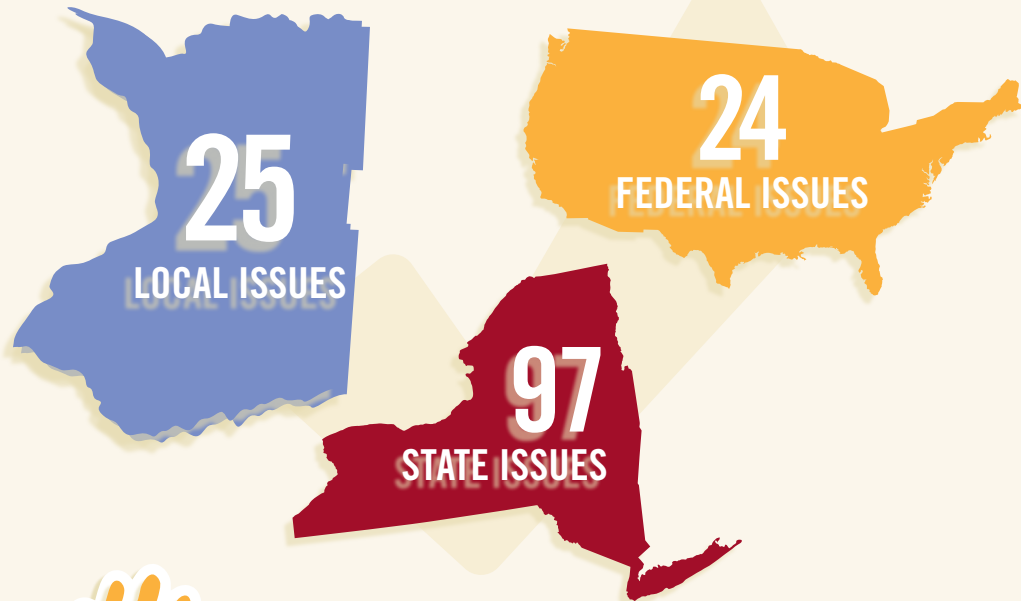 25
LOCAL ISSUES
24
FEDERAL ISSUES
97
STATE ISSUES